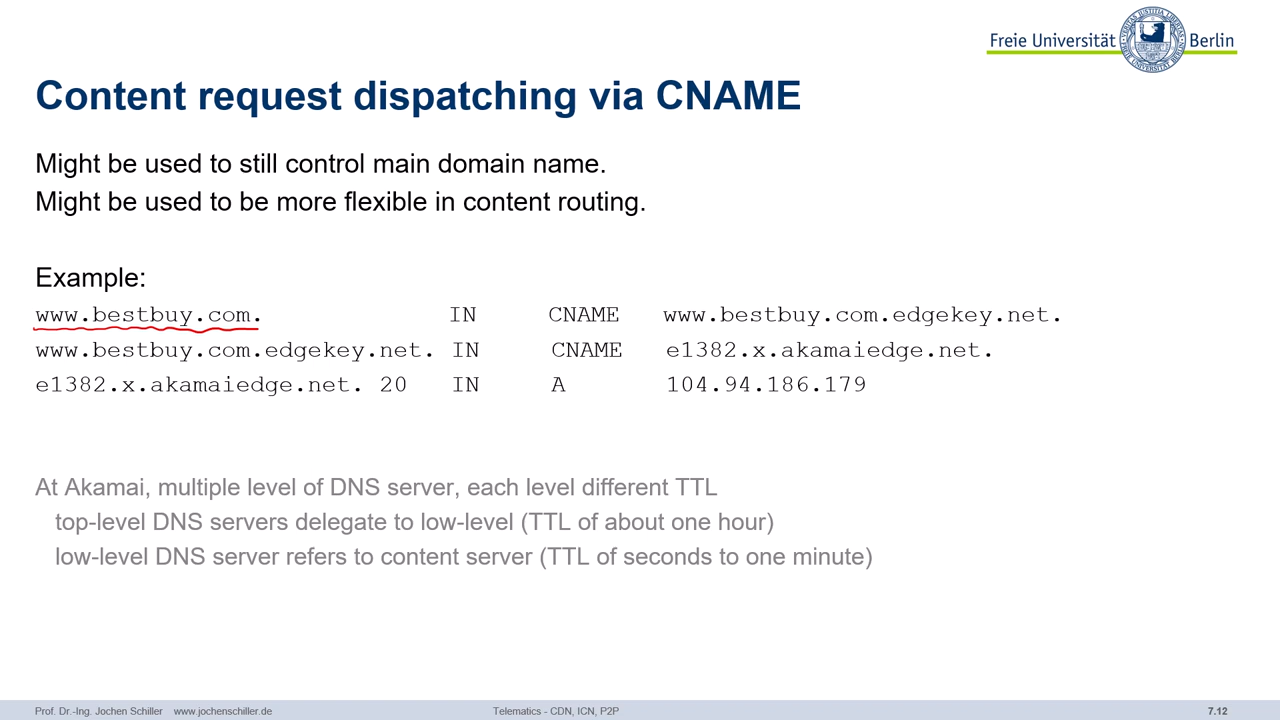 Freie Universität Berlin
Content request dispatching via CNAME
Might be used to still control main domain name.
Might be used to be more flexible in content routing.
Example:
www.bestbuy.com. IN CNAME www.bestbuy.com.edgekey.net.
www.bestbuy.com.edgekey.net. IN CNAME e1382.x.akamaiedge.net.
e1382.x.akamaiedge.net. 20 IN A 104.94.186.179
At Akamai, multiple level of DNS server, each level different TTL
top-level DNS servers delegate to low-level (TTL of about one hour)
low-level DNS server refers to content server (TTL of seconds to one minute)
Prof. Dr.-Ing. Jochen Schiller www.jochenschiller.de Telematics - CDN, ICN, P2P 7.12